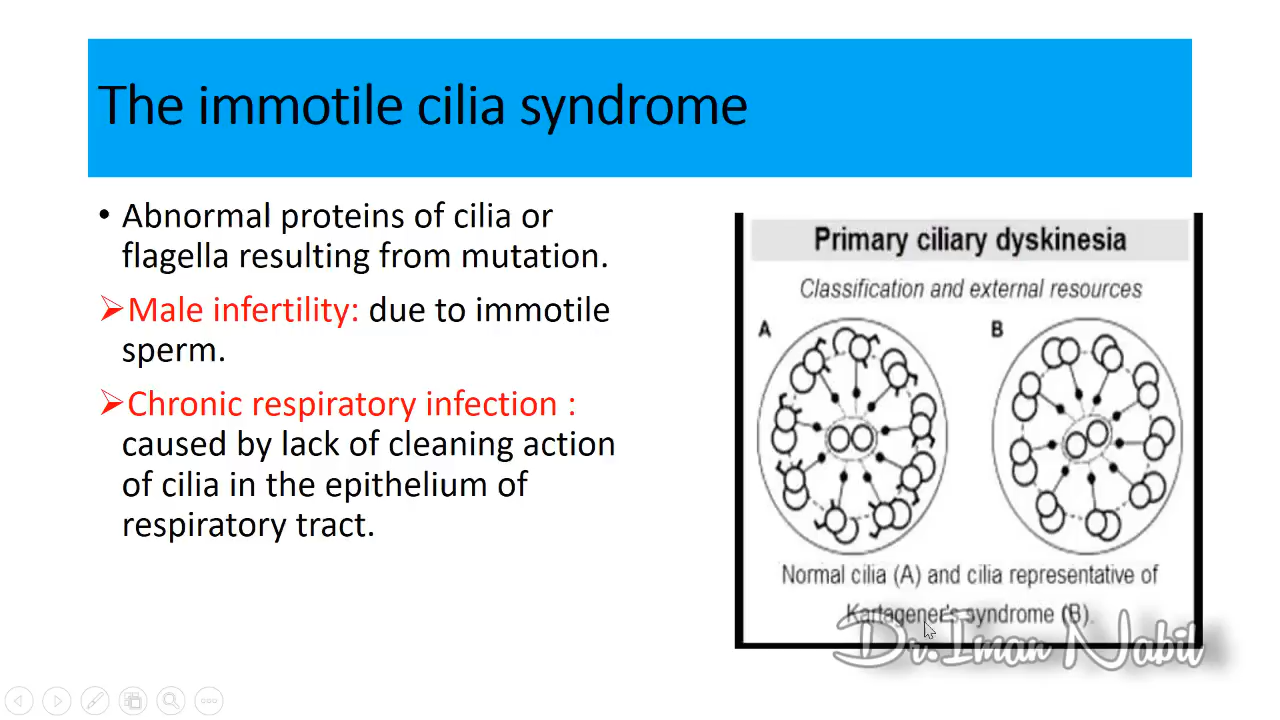 The immotile cilia syndrome
• Abnormal proteins of cilia or
flagella resulting from mutation.
➢Male infertility: due to immotile
sperm.
➢Chronic respiratory infection :
caused by lack of cleaning action
of cilia in the epithelium of
respiratory tract.
Primary ciliary dyskinesia
Classification and external resources
A
B
Normal cilia (A) and cilia representative of
Kartagener's syndrome (B).
Dr.Iman Nabil